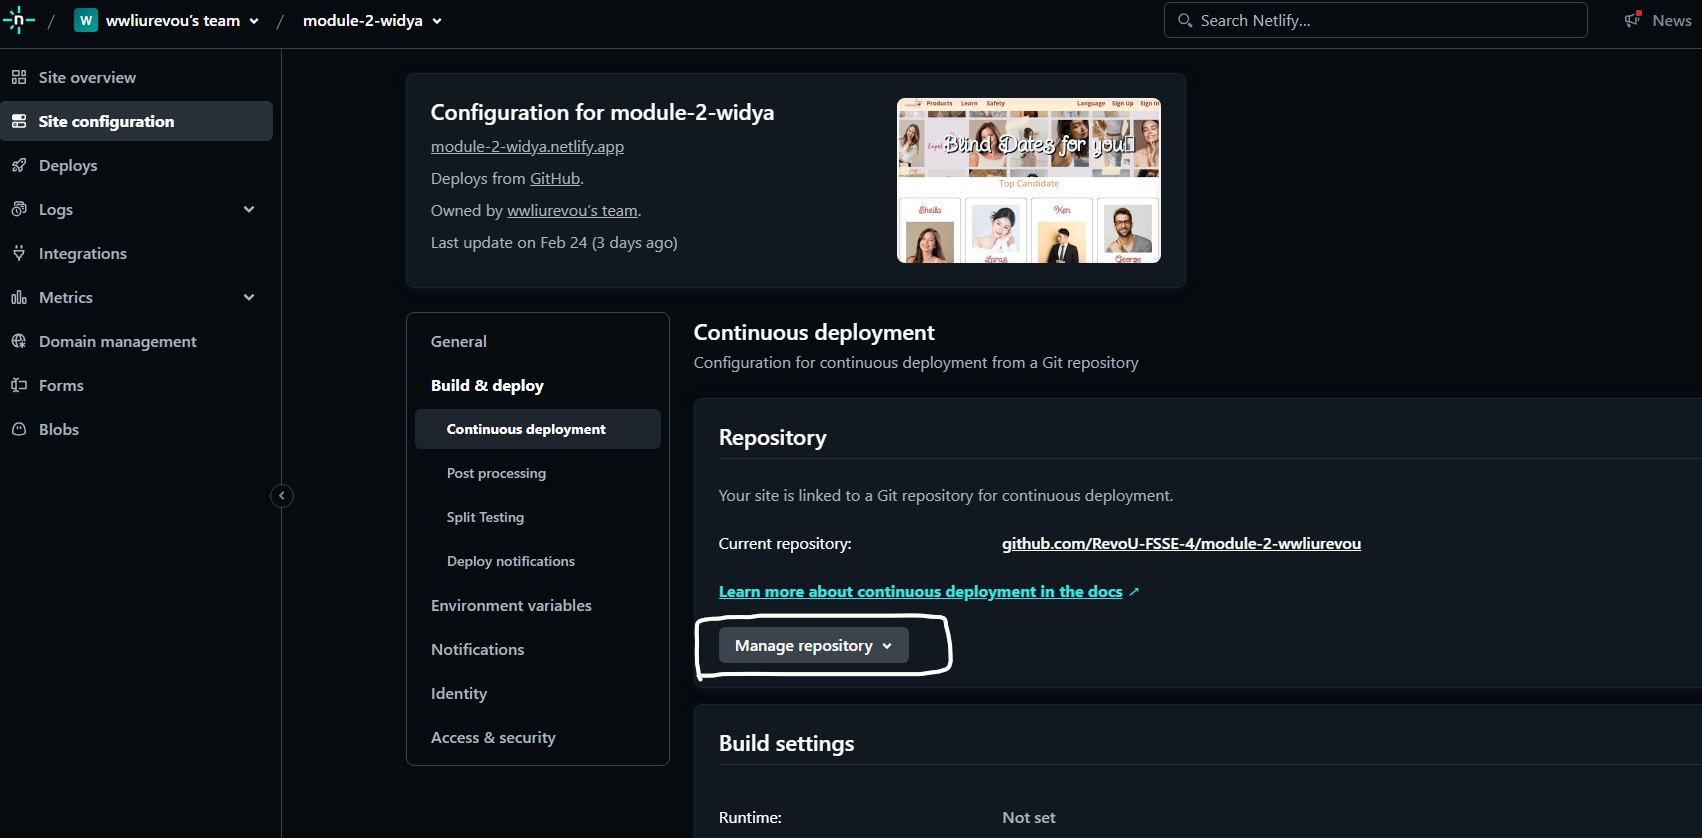 / W wwliurevou's team / module-2-widya
Search Netlify...
News
Site overview
Site configuration
Deploys
Logs
Integrations
Metrics
Domain management
Forms
Blobs
Configuration for module-2-widya
module-2-widya.netlify.app
Deploys from GitHub.
Owned by wwliurevou's team.
Last update on Feb 24 (3 days ago)
Products Learn Safety Language Sign Up Sign In
Blind Dates for you
Top Candidate
Sheila
Ken
Laras
George
General
Build & deploy
Continuous deployment
Post processing
Split Testing
Deploy notifications
Environment variables
Notifications
Identity
Access & security
Continuous deployment
Configuration for continuous deployment from a Git repository
Repository
Your site is linked to a Git repository for continuous deployment.
Current repository: github.com/RevoU-FSSE-4/module-2-wwliurevou
Learn more about continuous deployment in the docs ↗
Manage repository
Build settings
Runtime: Not set